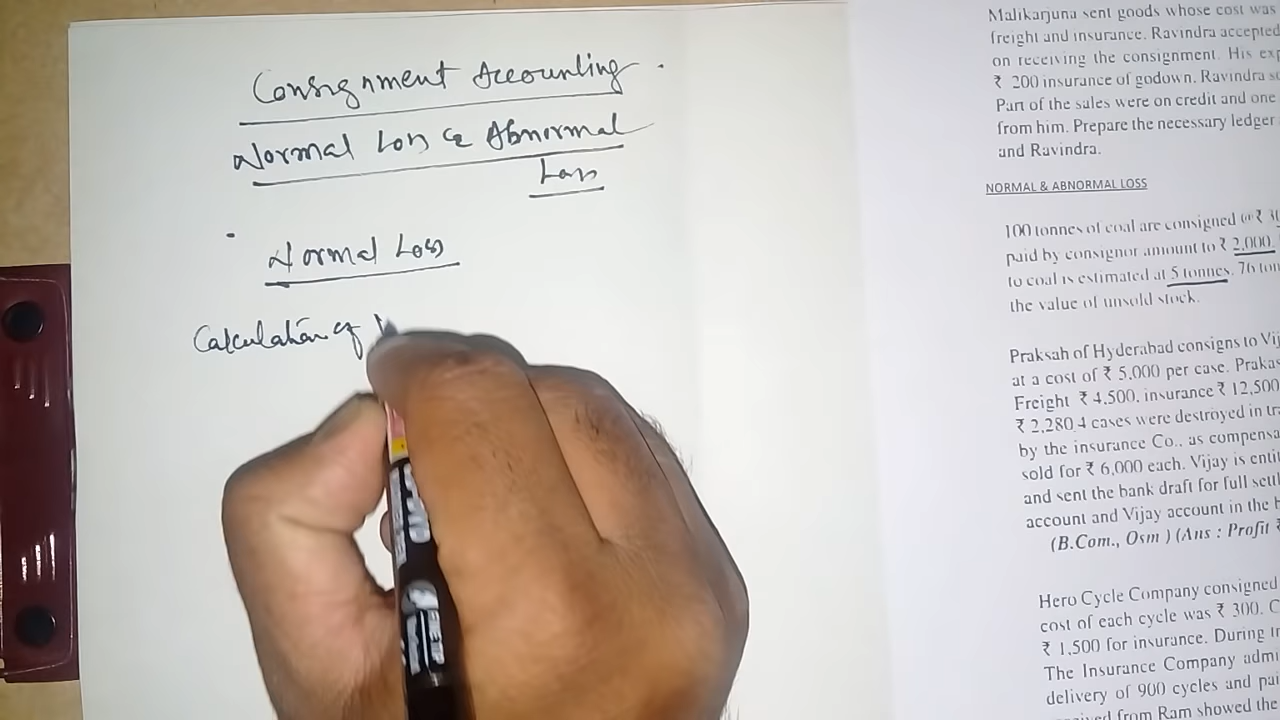 Consignment Accounting.
Normal Loss & Abnormal
Loss
Normal Loss
Calculation of
Malikarjuna sent goods whose cost was
freight and insurance. Ravindra accepted
on receiving the consignment. His
₹ 200 insurance of godown. Ravindra
Part of the sales were on credit and one
from him. Prepare the necessary ledger
and Ravindra.
NORMAL & ABNORMAL LOSS
100 tonnes of coal are consigned @ ₹
paid by consignor amount to ₹ 2,000.
to coal is estimated at 5 tonnes. 76
the value of unsold stock.
Praksah of Hyderabad consigns to
at a cost of ₹ 5,000 per case.
Freight ₹ 4,500, insurance ₹ 12,500
₹ 2,280 4 cases were destroyed in
by the insurance Co., as
sold for ₹ 6,000 each. Vijay is
and sent the bank draft for full
account and Vijay account in the
(B.Com., Osm ) (Ans : Profit
Hero Cycle Company consigned
cost of each cycle was ₹ 300.
₹ 1,500 for insurance. During
The Insurance Company
delivery of 900 cycles and
from Ram showed the